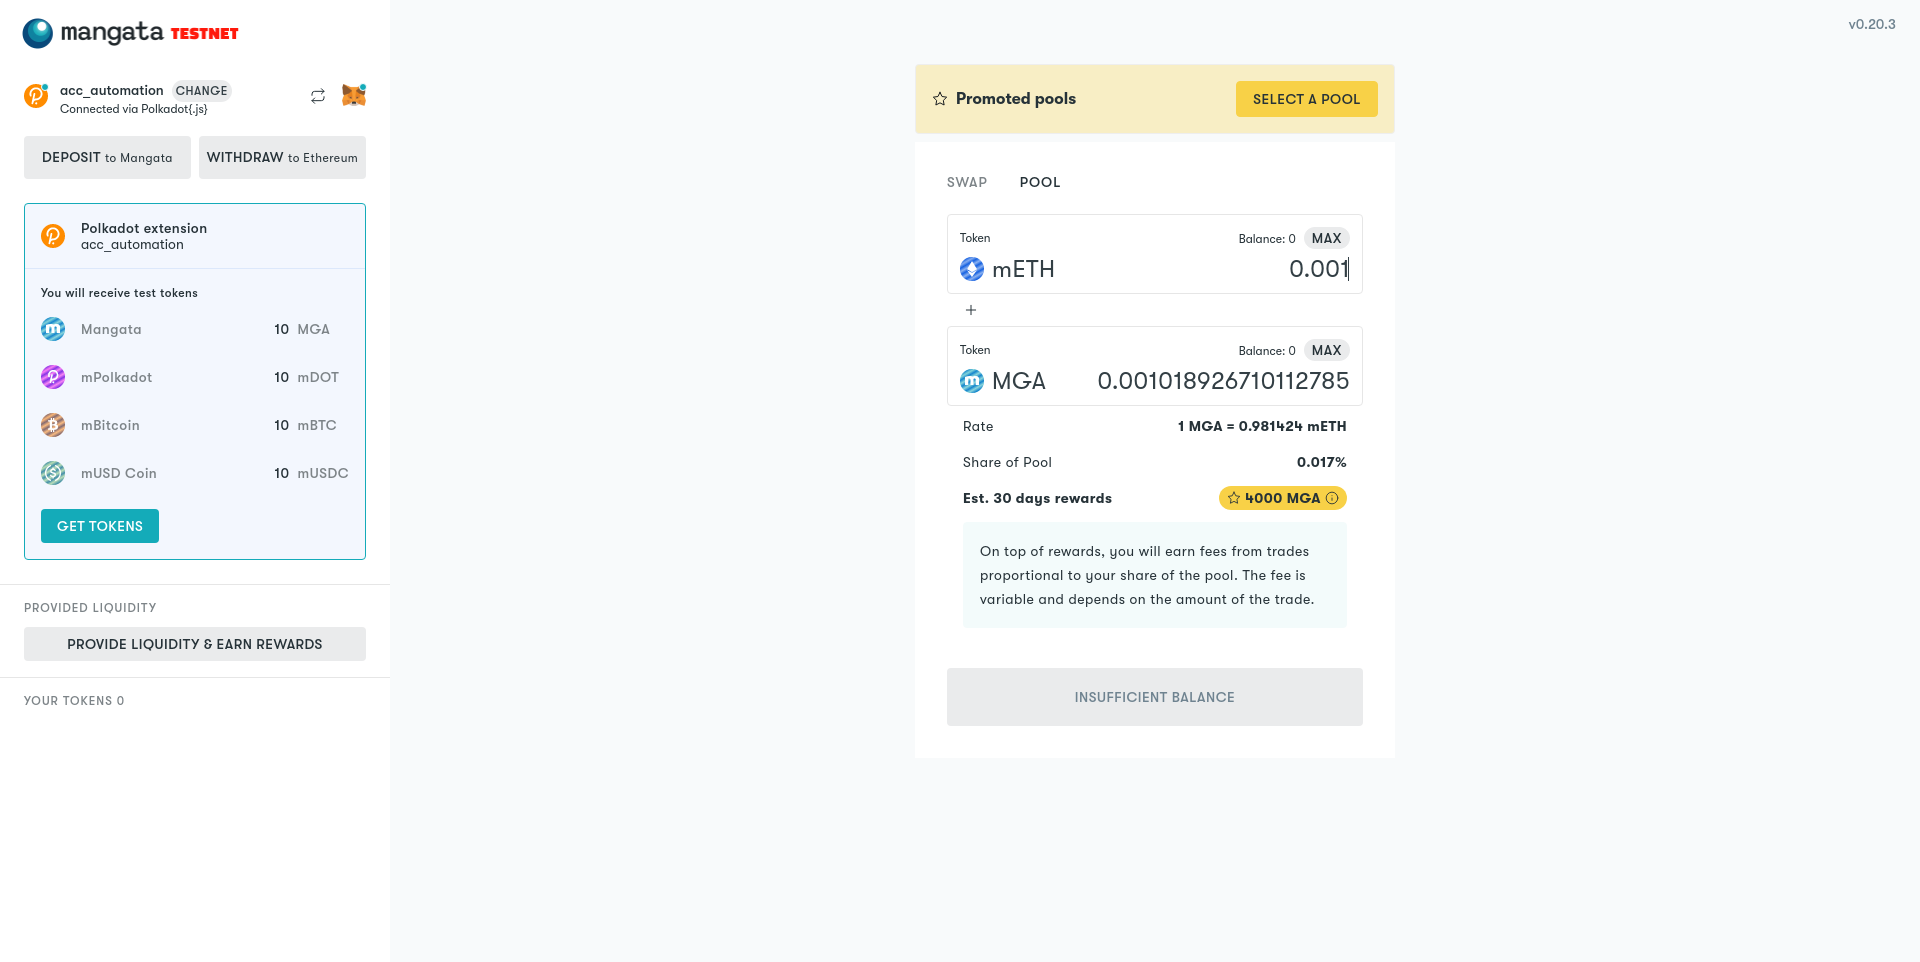 mangata TESTNET
v0.20.3
acc_automation CHANGE
Connected via Polkadot{.js}
DEPOSIT to Mangata
WITHDRAW to Ethereum
Polkadot extension
acc_automation
You will receive test tokens
Mangata 10 MGA
mPolkadot 10 mDOT
mBitcoin 10 mBTC
mUSD Coin 10 mUSDC
GET TOKENS
PROVIDED LIQUIDITY
PROVIDE LIQUIDITY & EARN REWARDS
YOUR TOKENS 0
Promoted pools
SELECT A POOL
SWAP POOL
Token Balance: 0 MAX
mETH 0.001
+
Token Balance: 0 MAX
MGA 0.001018926710112785
Rate 1 MGA = 0.981424 mETH
Share of Pool 0.017%
Est. 30 days rewards 4000 MGA
On top of rewards, you will earn fees from trades
proportional to your share of the pool. The fee is
variable and depends on the amount of the trade.
INSUFFICIENT BALANCE